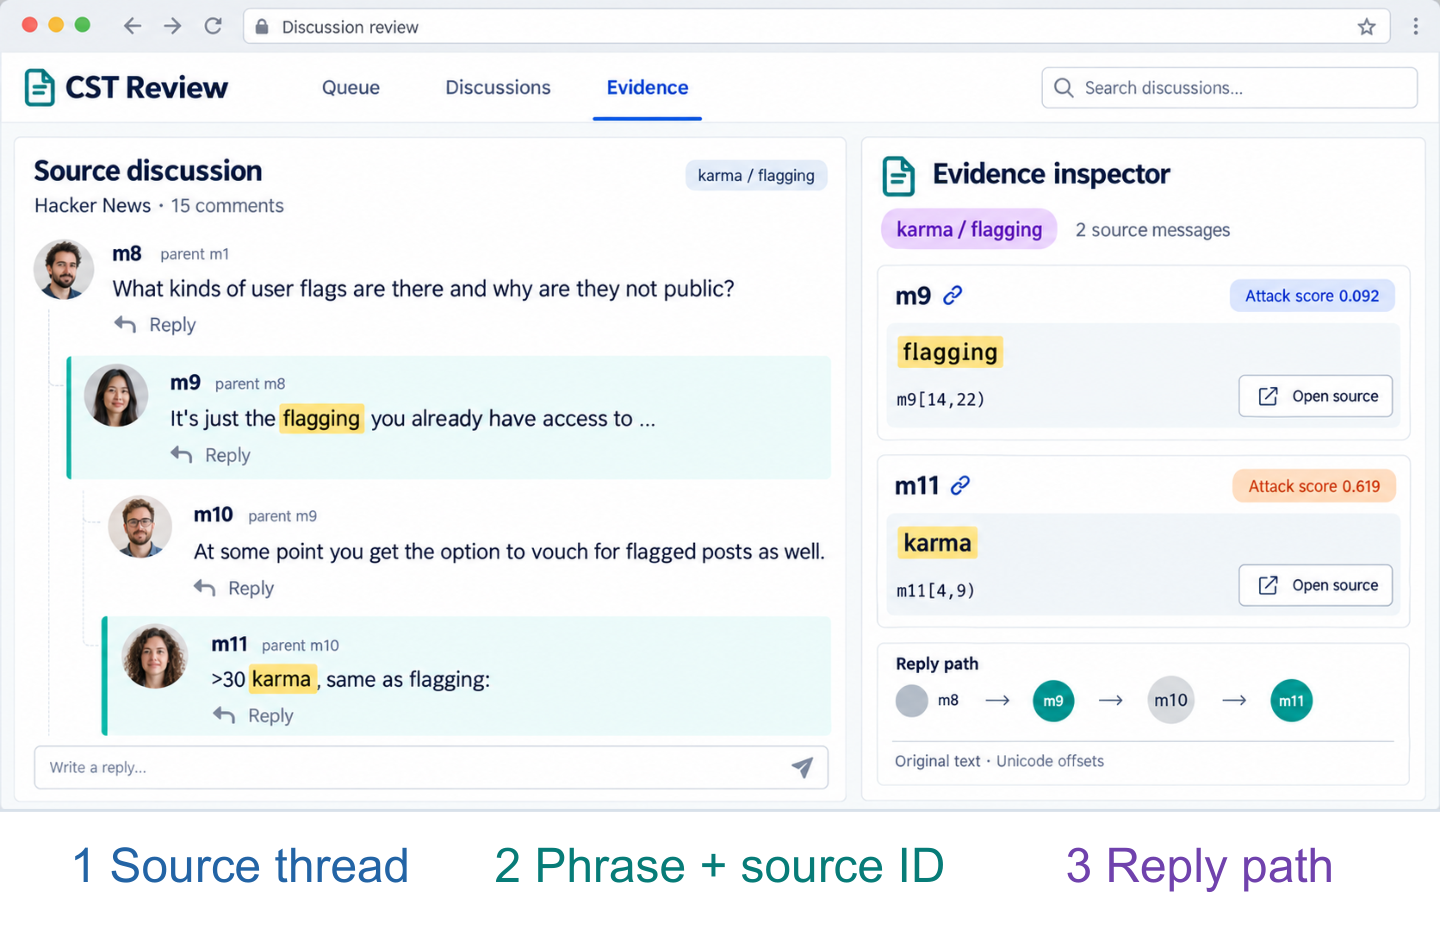 Discussion review
CST Review
Queue
Discussions
Evidence
Search discussions...
Source discussion
karma / flagging
Hacker News · 15 comments
m8 parent m1
What kinds of user flags are there and why are they not public?
Reply
m9 parent m8
It's just the flagging you already have access to ...
Reply
m10 parent m9
At some point you get the option to vouch for flagged posts as well.
Reply
m11 parent m10
>30 karma, same as flagging:
Reply
Write a reply...
Evidence inspector
karma / flagging
2 source messages
m9
Attack score 0.092
flagging
m9[14,22)
Open source
m11
Attack score 0.619
karma
m11[4,9)
Open source
Reply path
m8 → m9 → m10 → m11
Original text · Unicode offsets
1 Source thread
2 Phrase + source ID
3 Reply path